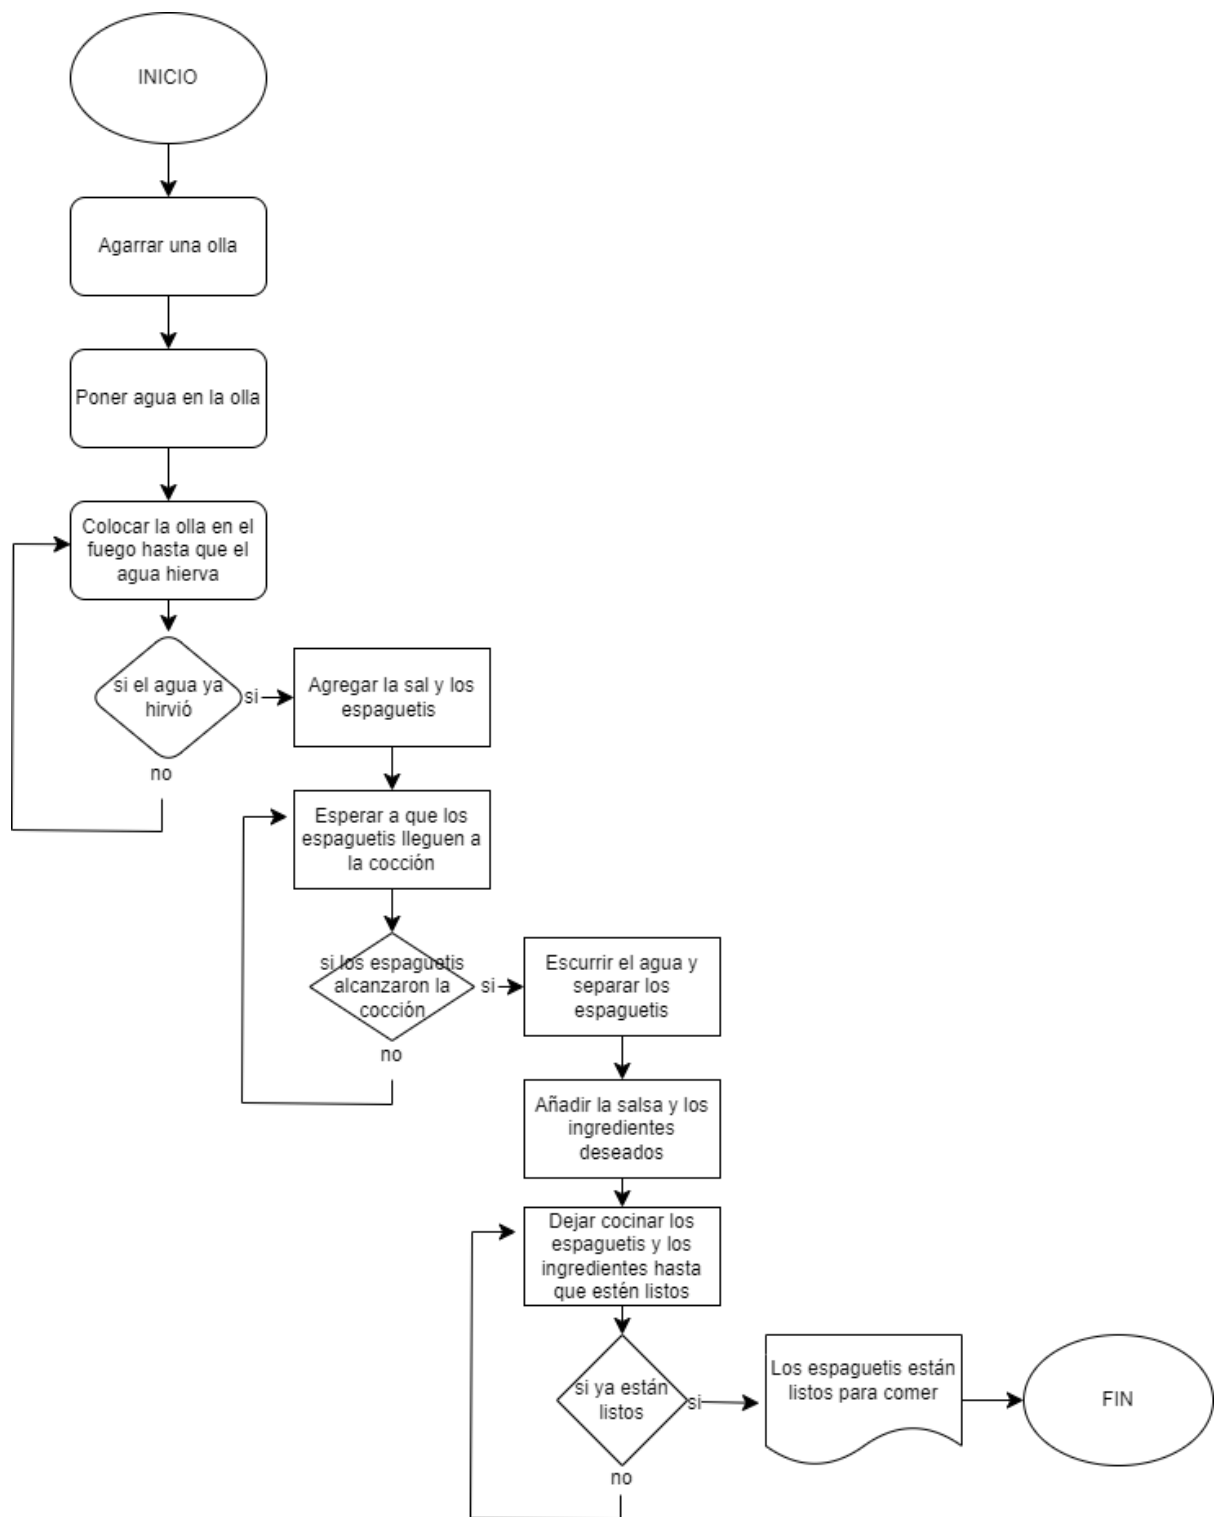 INICIO
Agarrar una olla
Poner agua en la olla
Colocar la olla en el
fuego hasta que el
agua hierva
si el agua ya
hirvió
si
no
Agregar la sal y los
espaguetis
Esperar a que los
espaguetis lleguen a
la cocción
si los espaguetis
alcanzaron la
cocción
si
no
Escurrir el agua y
separar los
espaguetis
Añadir la salsa y los
ingredientes
deseados
Dejar cocinar los
espaguetis y los
ingredientes hasta
que estén listos
si ya están
listos
si
no
Los espaguetis están
listos para comer
FIN